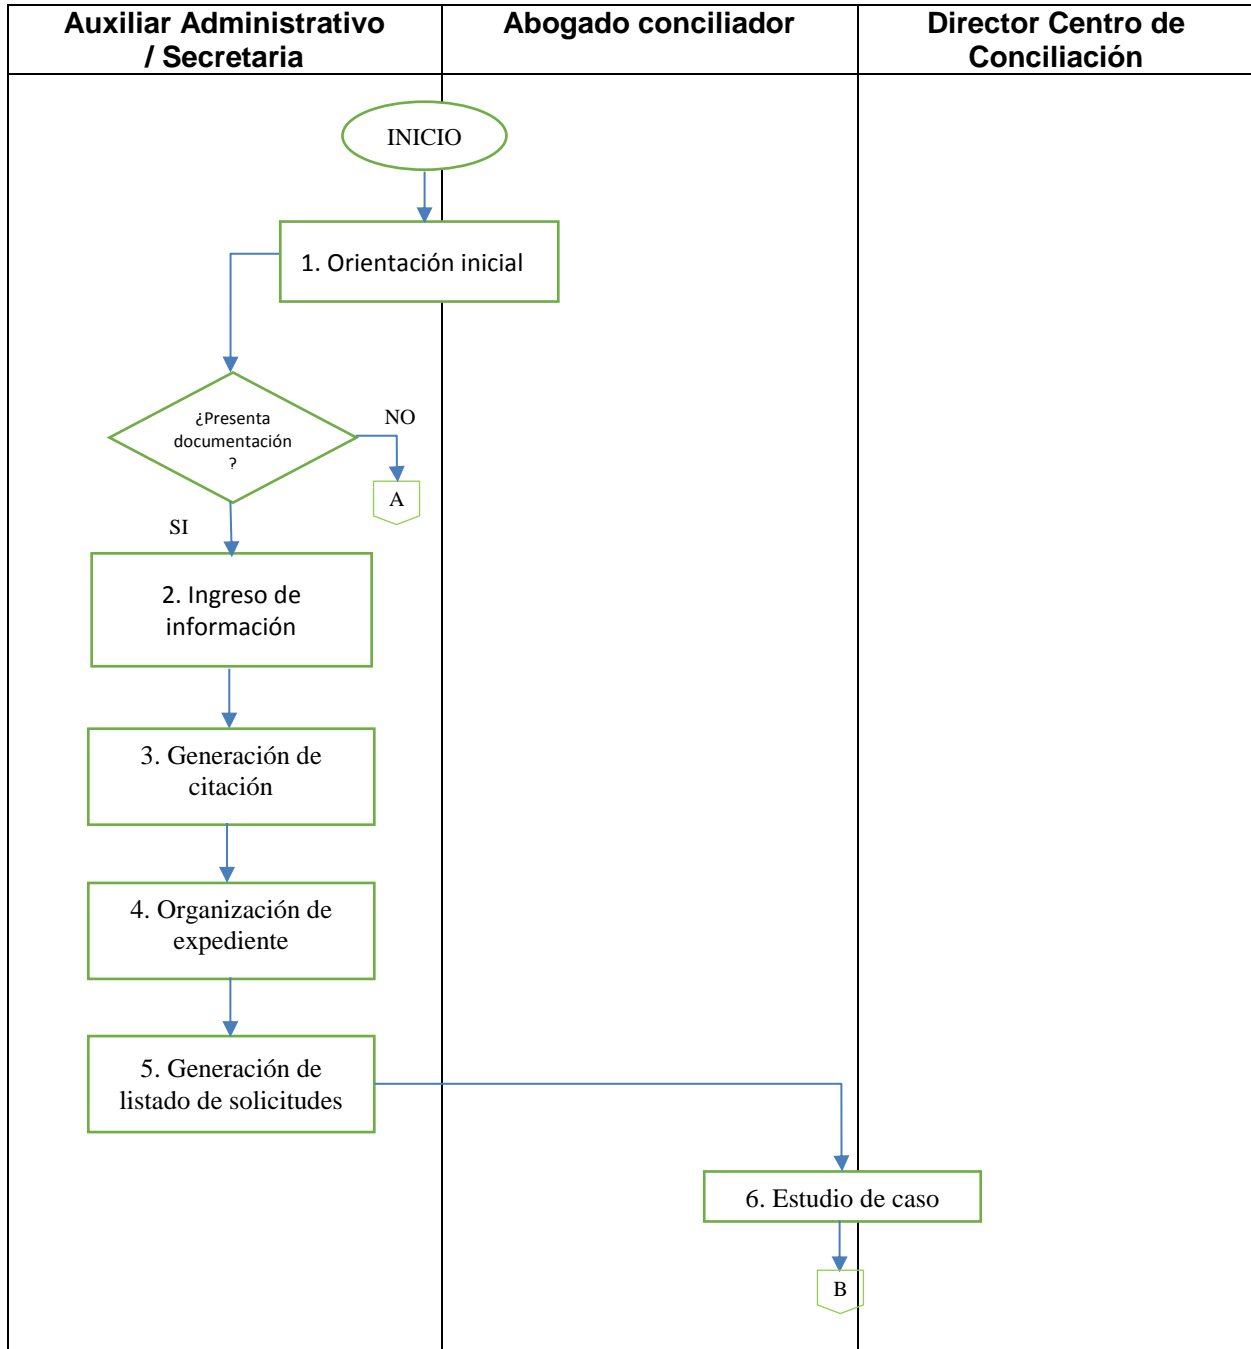 Auxiliar Administrativo
/ Secretaria
Abogado conciliador
Director Centro de
Conciliación
INICIO
1. Orientación inicial
¿Presenta
documentación
?
NO
A
SI
2. Ingreso de
información
3. Generación de
citación
4. Organización de
expediente
5. Generación de
listado de solicitudes
6. Estudio de caso
B